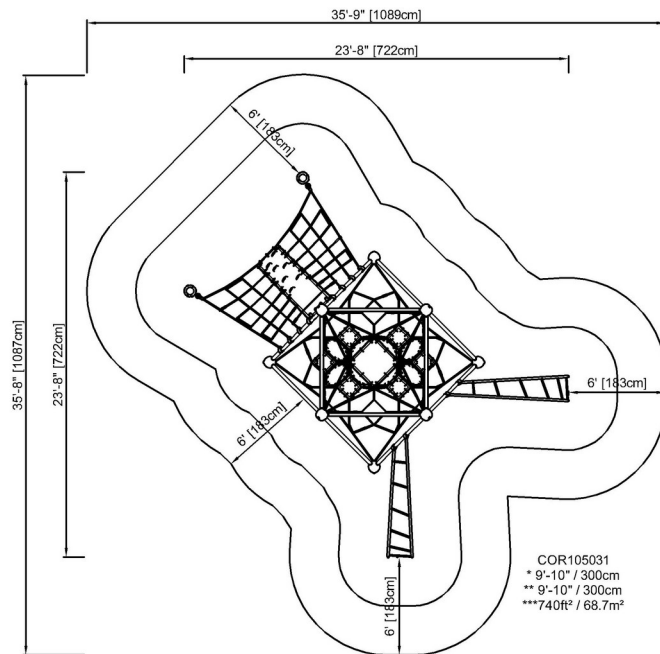 35'-9" [1089cm]
23'-8" [722cm]
6' [183cm]
35'-8" [1087cm]
23'-8" [722cm]
6' [183cm]
6' [183cm]
6' [183cm]
COR105031
* 9'-10" / 300cm
** 9'-10" / 300cm
***740ft² / 68.7m²